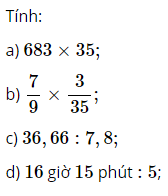 Tính:
a) 683 × 35;
b) 7/9 × 3/35;
c) 36,66 : 7,8;
d) 16 giờ 15 phút : 5;